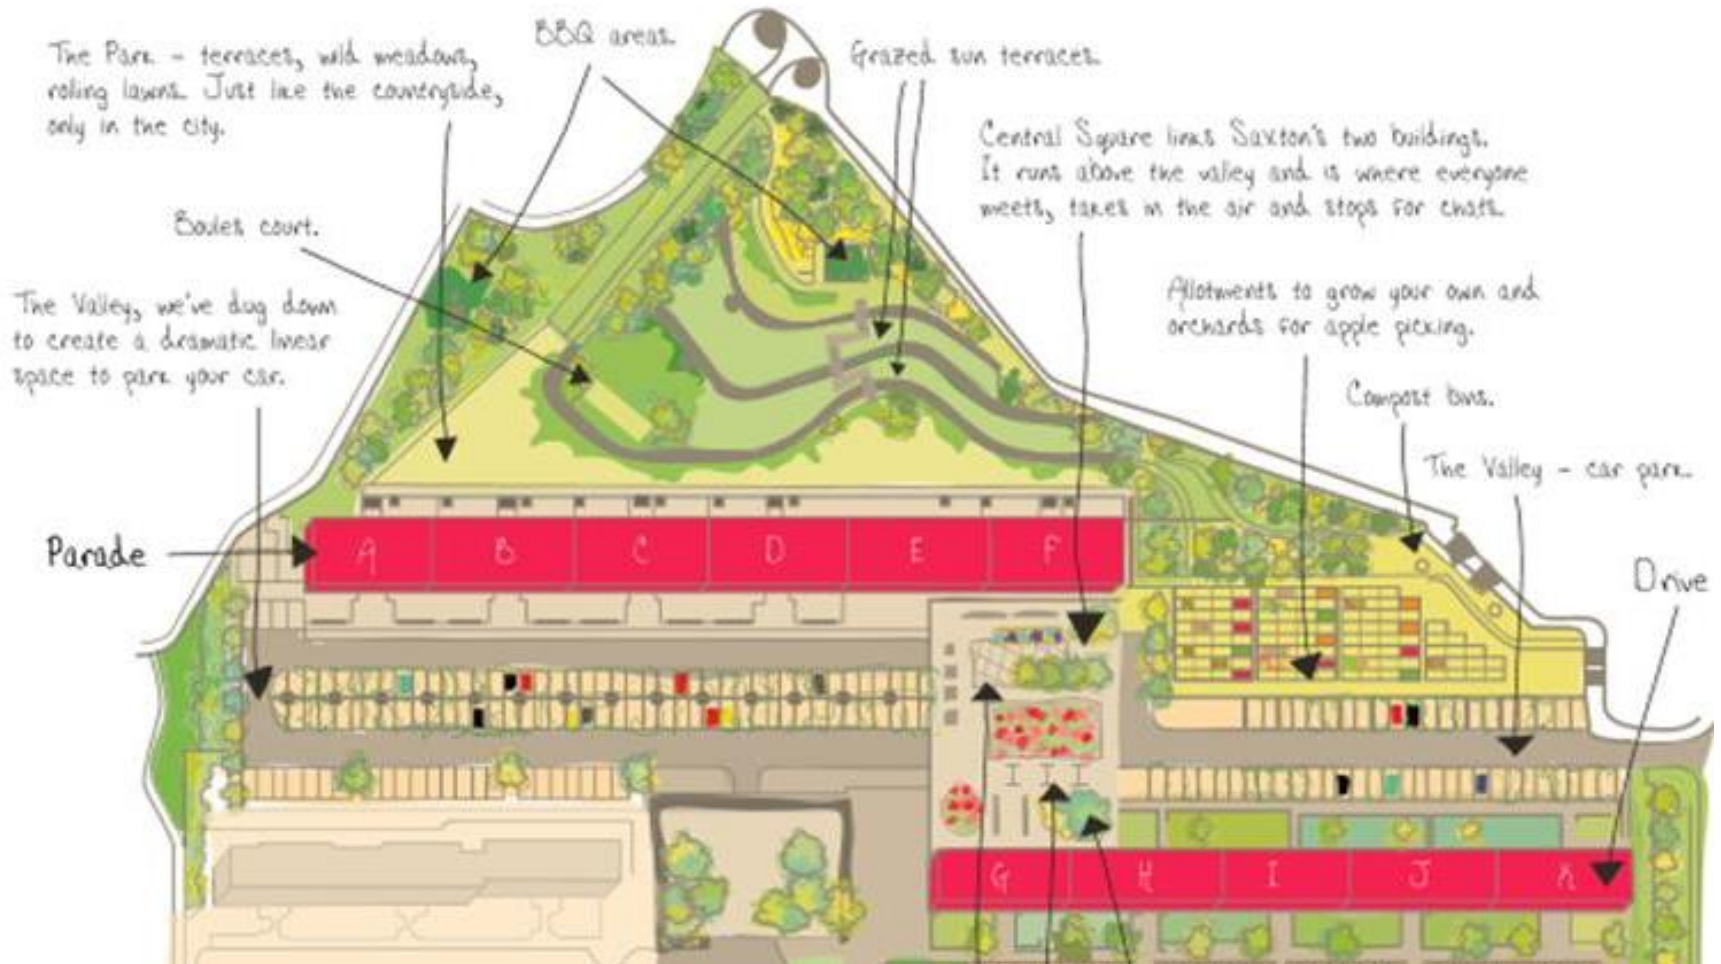 The Park - terraces, wild meadows,
rolling lawns. Just like the countryside,
only in the city.
BBQ areas.
Grazed sun terraces.
Central Square links Saxton's two buildings.
It runs above the valley and is where everyone
meets, takes in the air and stops for chats.
Boules court.
The Valley, we've dug down
to create a dramatic linear
space to park your car.
Allotments to grow your own and
orchards for apple picking.
Compost bins.
The Valley - car park.
Parade
A B C D E F
Drive
G H I J K